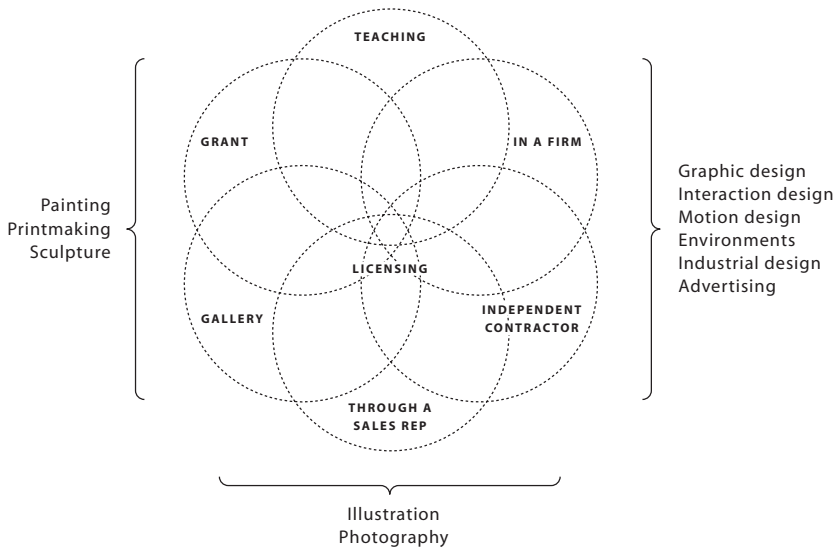 TEACHING
GRANT
IN A FIRM
Painting
Printmaking
Sculpture
Graphic design
Interaction design
Motion design
Environments
Industrial design
Advertising
LICENSING
GALLERY
INDEPENDENT
CONTRACTOR
THROUGH A
SALES REP
Illustration
Photography